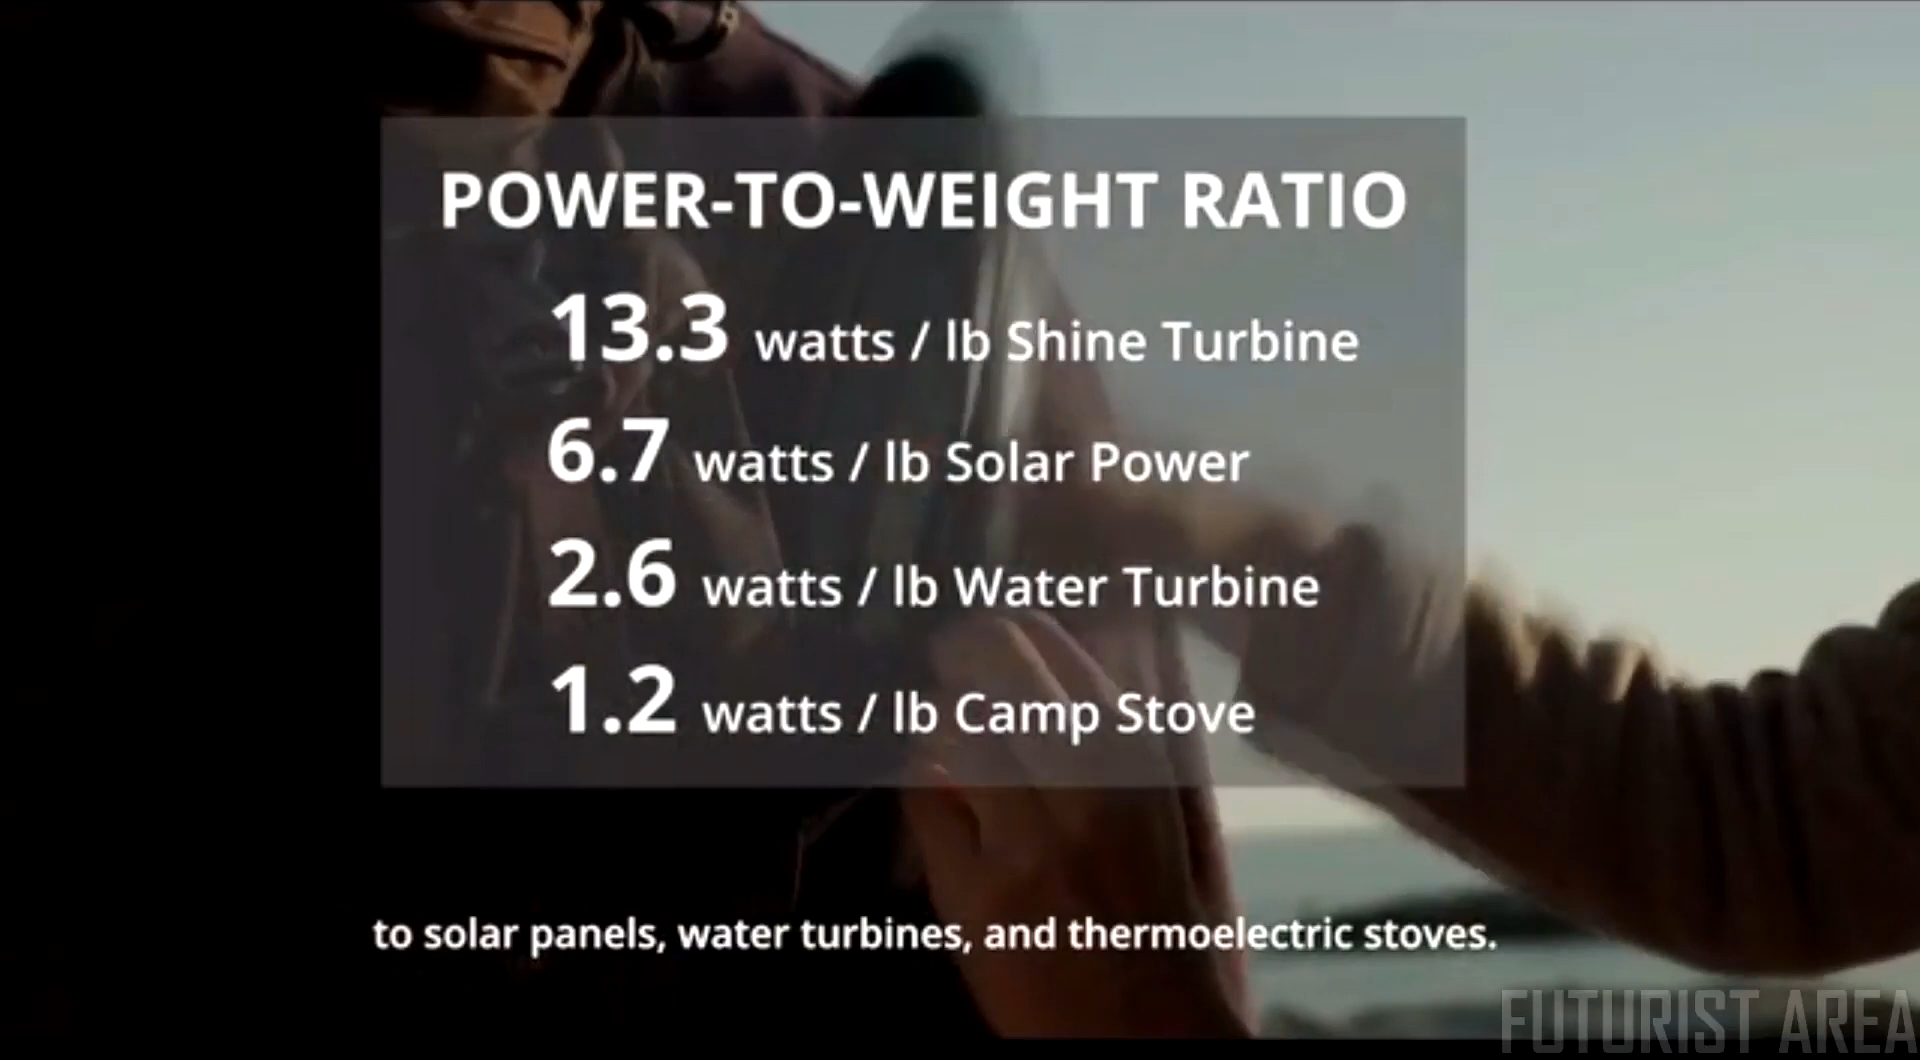 POWER-TO-WEIGHT RATIO
13.3 watts / lb Shine Turbine
6.7 watts / lb Solar Power
2.6 watts / lb Water Turbine
1.2 watts / lb Camp Stove
to solar panels, water turbines, and thermoelectric stoves.
FUTURIST AREA